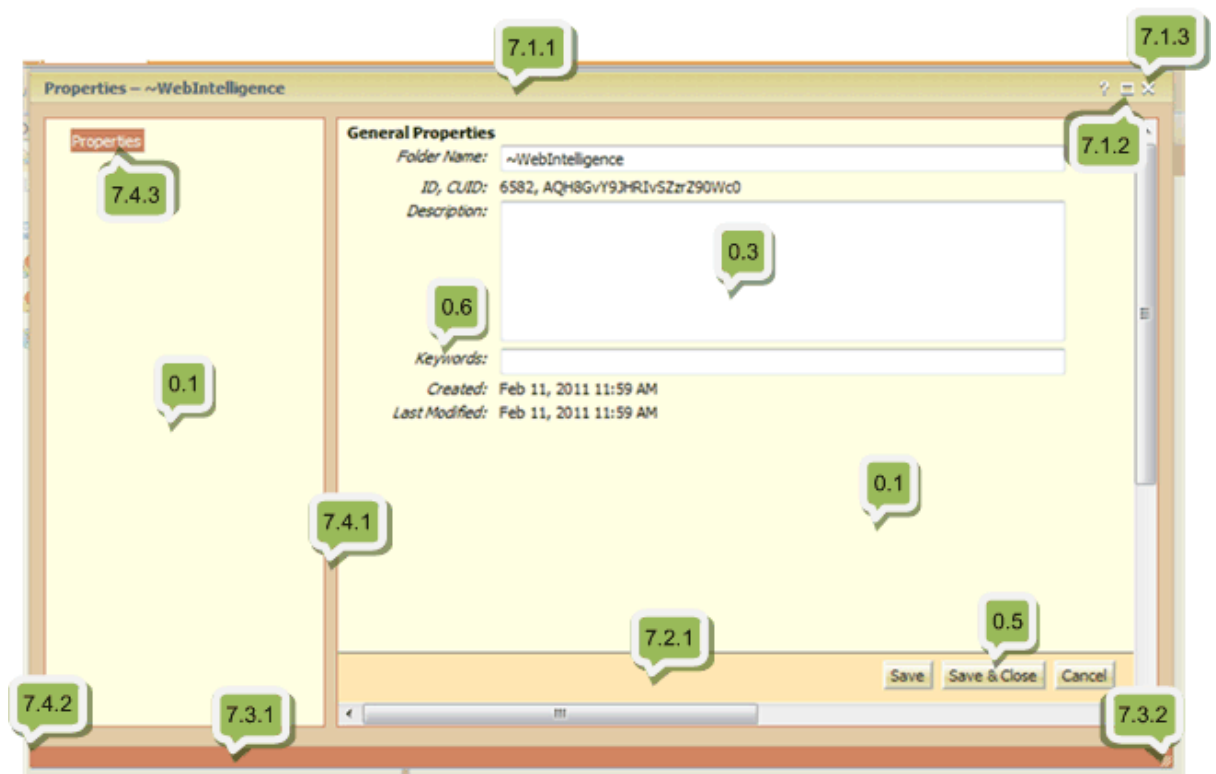 7.1.1
7.1.3
Properties – ~WebIntelligence
?
7.1.2
Properties
7.4.3
General Properties
Folder Name: ~WebIntelligence
ID, CUID: 6582, AQH8GvY9JHRIvSZzrZ90Wc0
Description:
0.3
0.6
Keywords:
0.1
Created: Feb 11, 2011 11:59 AM
Last Modified: Feb 11, 2011 11:59 AM
0.1
7.4.1
0.5
7.2.1
Save Save & Close Cancel
7.4.2
7.3.1
7.3.2